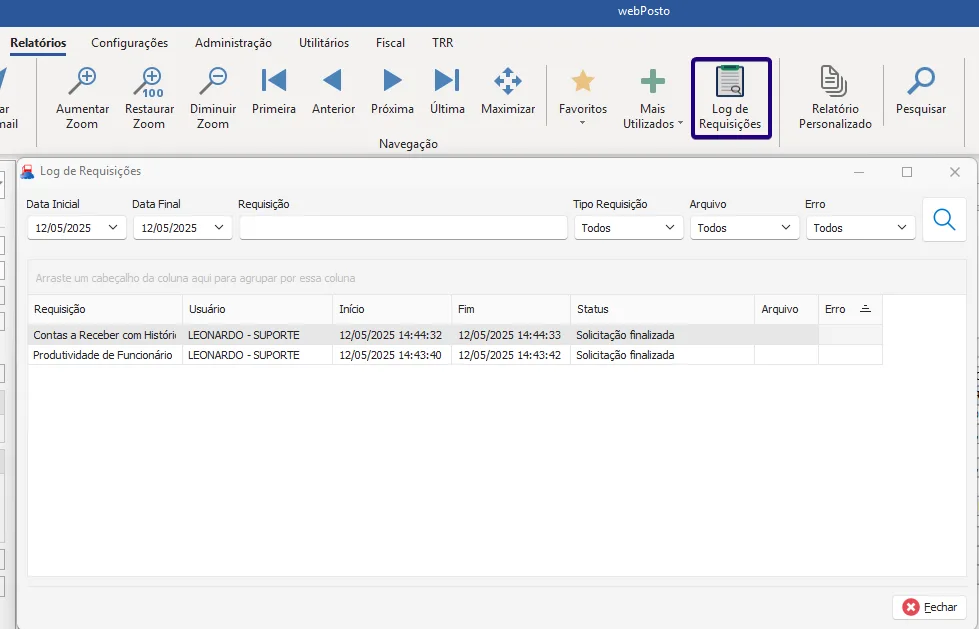 webPosto
Relatórios Configurações Administração Utilitários Fiscal TRR
Aumentar Zoom
Restaurar Zoom
100
Diminuir Zoom
Primeira
Anterior
Próxima
Última
Maximizar
Favoritos
Mais Utilizados
Log de Requisições
Relatório Personalizado
Pesquisar
Navegação
Log de Requisições
Data Inicial Data Final Requisição Tipo Requisição Arquivo Erro
12/05/2025 12/05/2025 Todos Todos Todos
Arraste um cabeçalho da coluna aqui para agrupar por essa coluna
Requisição Usuário Início Fim Status Arquivo Erro
Contas a Receber com Históri LEONARDO - SUPORTE 12/05/2025 14:44:32 12/05/2025 14:44:33 Solicitação finalizada
Produtividade de Funcionário LEONARDO - SUPORTE 12/05/2025 14:43:40 12/05/2025 14:43:42 Solicitação finalizada
Fechar